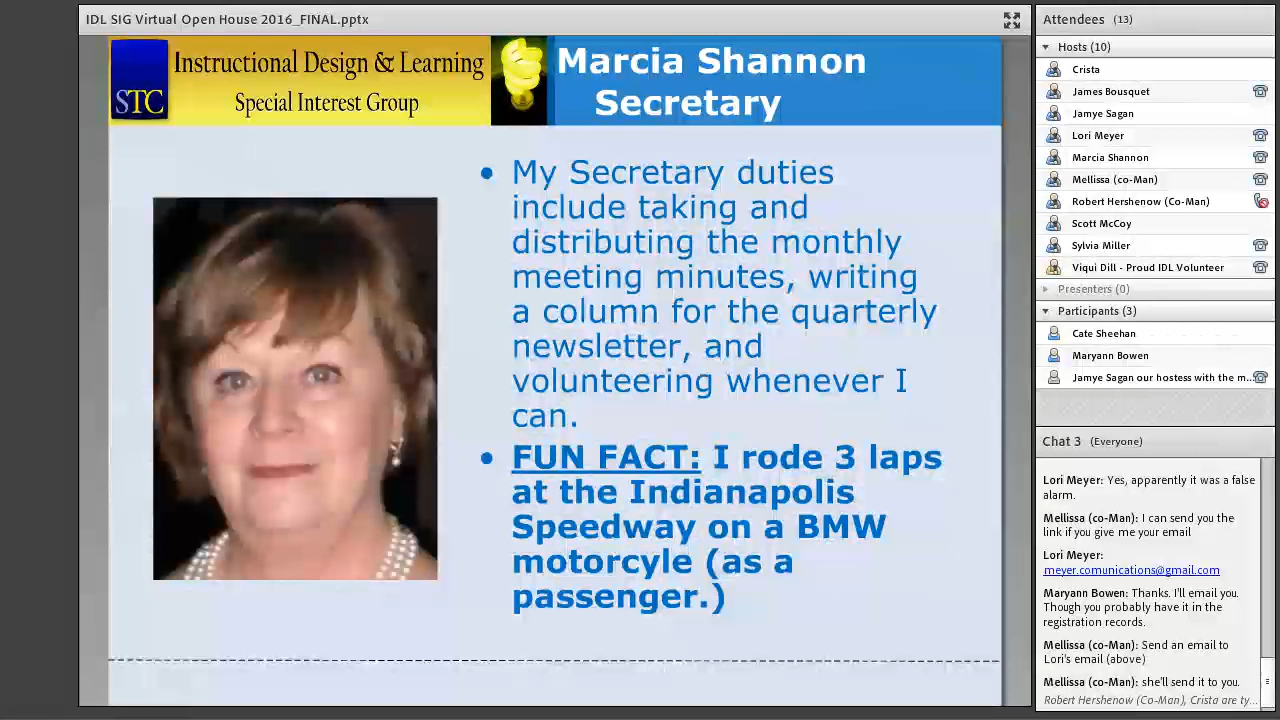 IDL SIG Virtual Open House 2016_FINAL.pptx
STC
Instructional Design & Learning
Special Interest Group
Marcia Shannon
Secretary
• My Secretary duties
include taking and
distributing the monthly
meeting minutes, writing
a column for the quarterly
newsletter, and
volunteering whenever I
can.
• FUN FACT: I rode 3 laps
at the Indianapolis
Speedway on a BMW
motorcyle (as a
passenger.)
Attendees (13)
Hosts (10)
Crista
James Bousquet
Jamye Sagan
Lori Meyer
Marcia Shannon
Mellissa (co-Man)
Robert Hershenow (Co-Man)
Scott McCoy
Sylvia Miller
Viqui Dill - Proud IDL Volunteer
Presenters (0)
Participants (3)
Cate Sheehan
Maryann Bowen
Jamye Sagan our hostess with the m...
Chat 3 (Everyone)
Lori Meyer: Yes, apparently it was a false
alarm.
Mellissa (co-Man): I can send you the
link if you give me your email
Lori Meyer:
meyer.comunications@gmail.com
Maryann Bowen: Thanks. I'll email you.
Though you probably have it in the
registration records.
Mellissa (co-Man): Send an email to
Lori's email (above)
Mellissa (co-Man): she'll send it to you.
Robert Hershenow (Co-Man), Crista are ty...